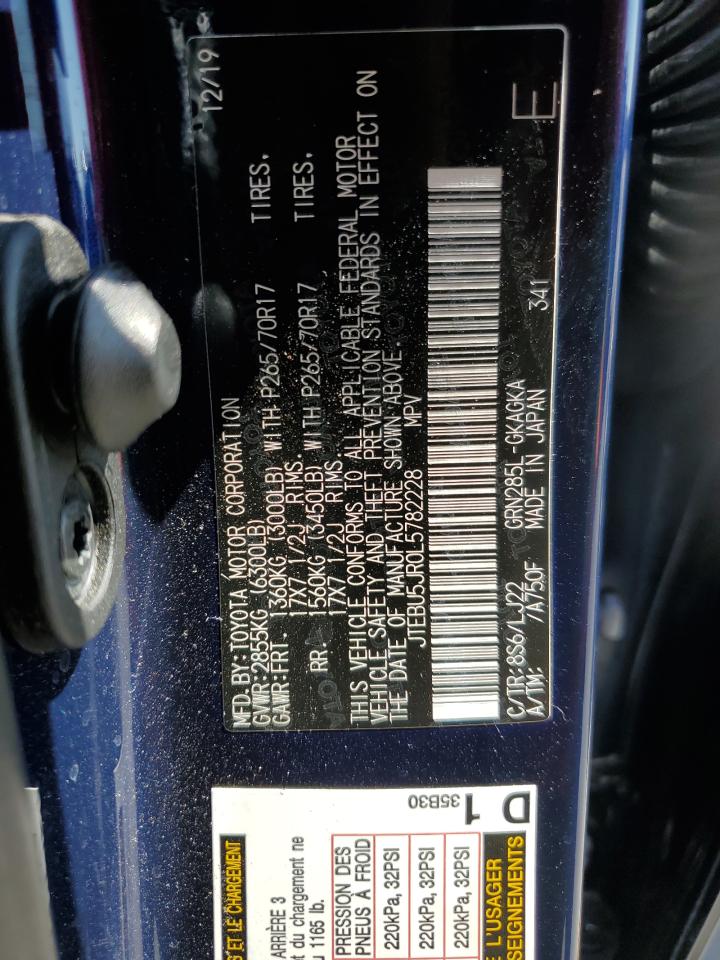 MFD. BY: TOYOTA MOTOR CORPORATION 12/19
GVWR: 2855KG (6300LB)
GAWR: FRT. 1360KG (3000LB) WITH P265/70R17 TIRES,
17X7 1/2J RIMS,
RR. 1560KG (3450LB) WITH P265/70R17 TIRES,
17X7 1/2J RIMS,
THIS VEHICLE CONFORMS TO ALL APPLICABLE FEDERAL MOTOR
VEHICLE SAFETY AND THEFT PREVENTION STANDARDS IN EFFECT ON
THE DATE OF MANUFACTURE SHOWN ABOVE.
JTEBU5JR0L5782228 MPV
C/TR: 8S6/LJ22 GRN285L-GKAGKA
A/TM: /A750F MADE IN JAPAN 341 E
G ET LE CHARGEMENT
ARRIÈRE 3
t du chargement ne
u 1165 lb.
PRESSION DES
PNEUS À FROID
220kPa, 32PSI
220kPa, 32PSI
220kPa, 32PSI
E L'USAGER
SEIGNEMENTS
D 1
35B30